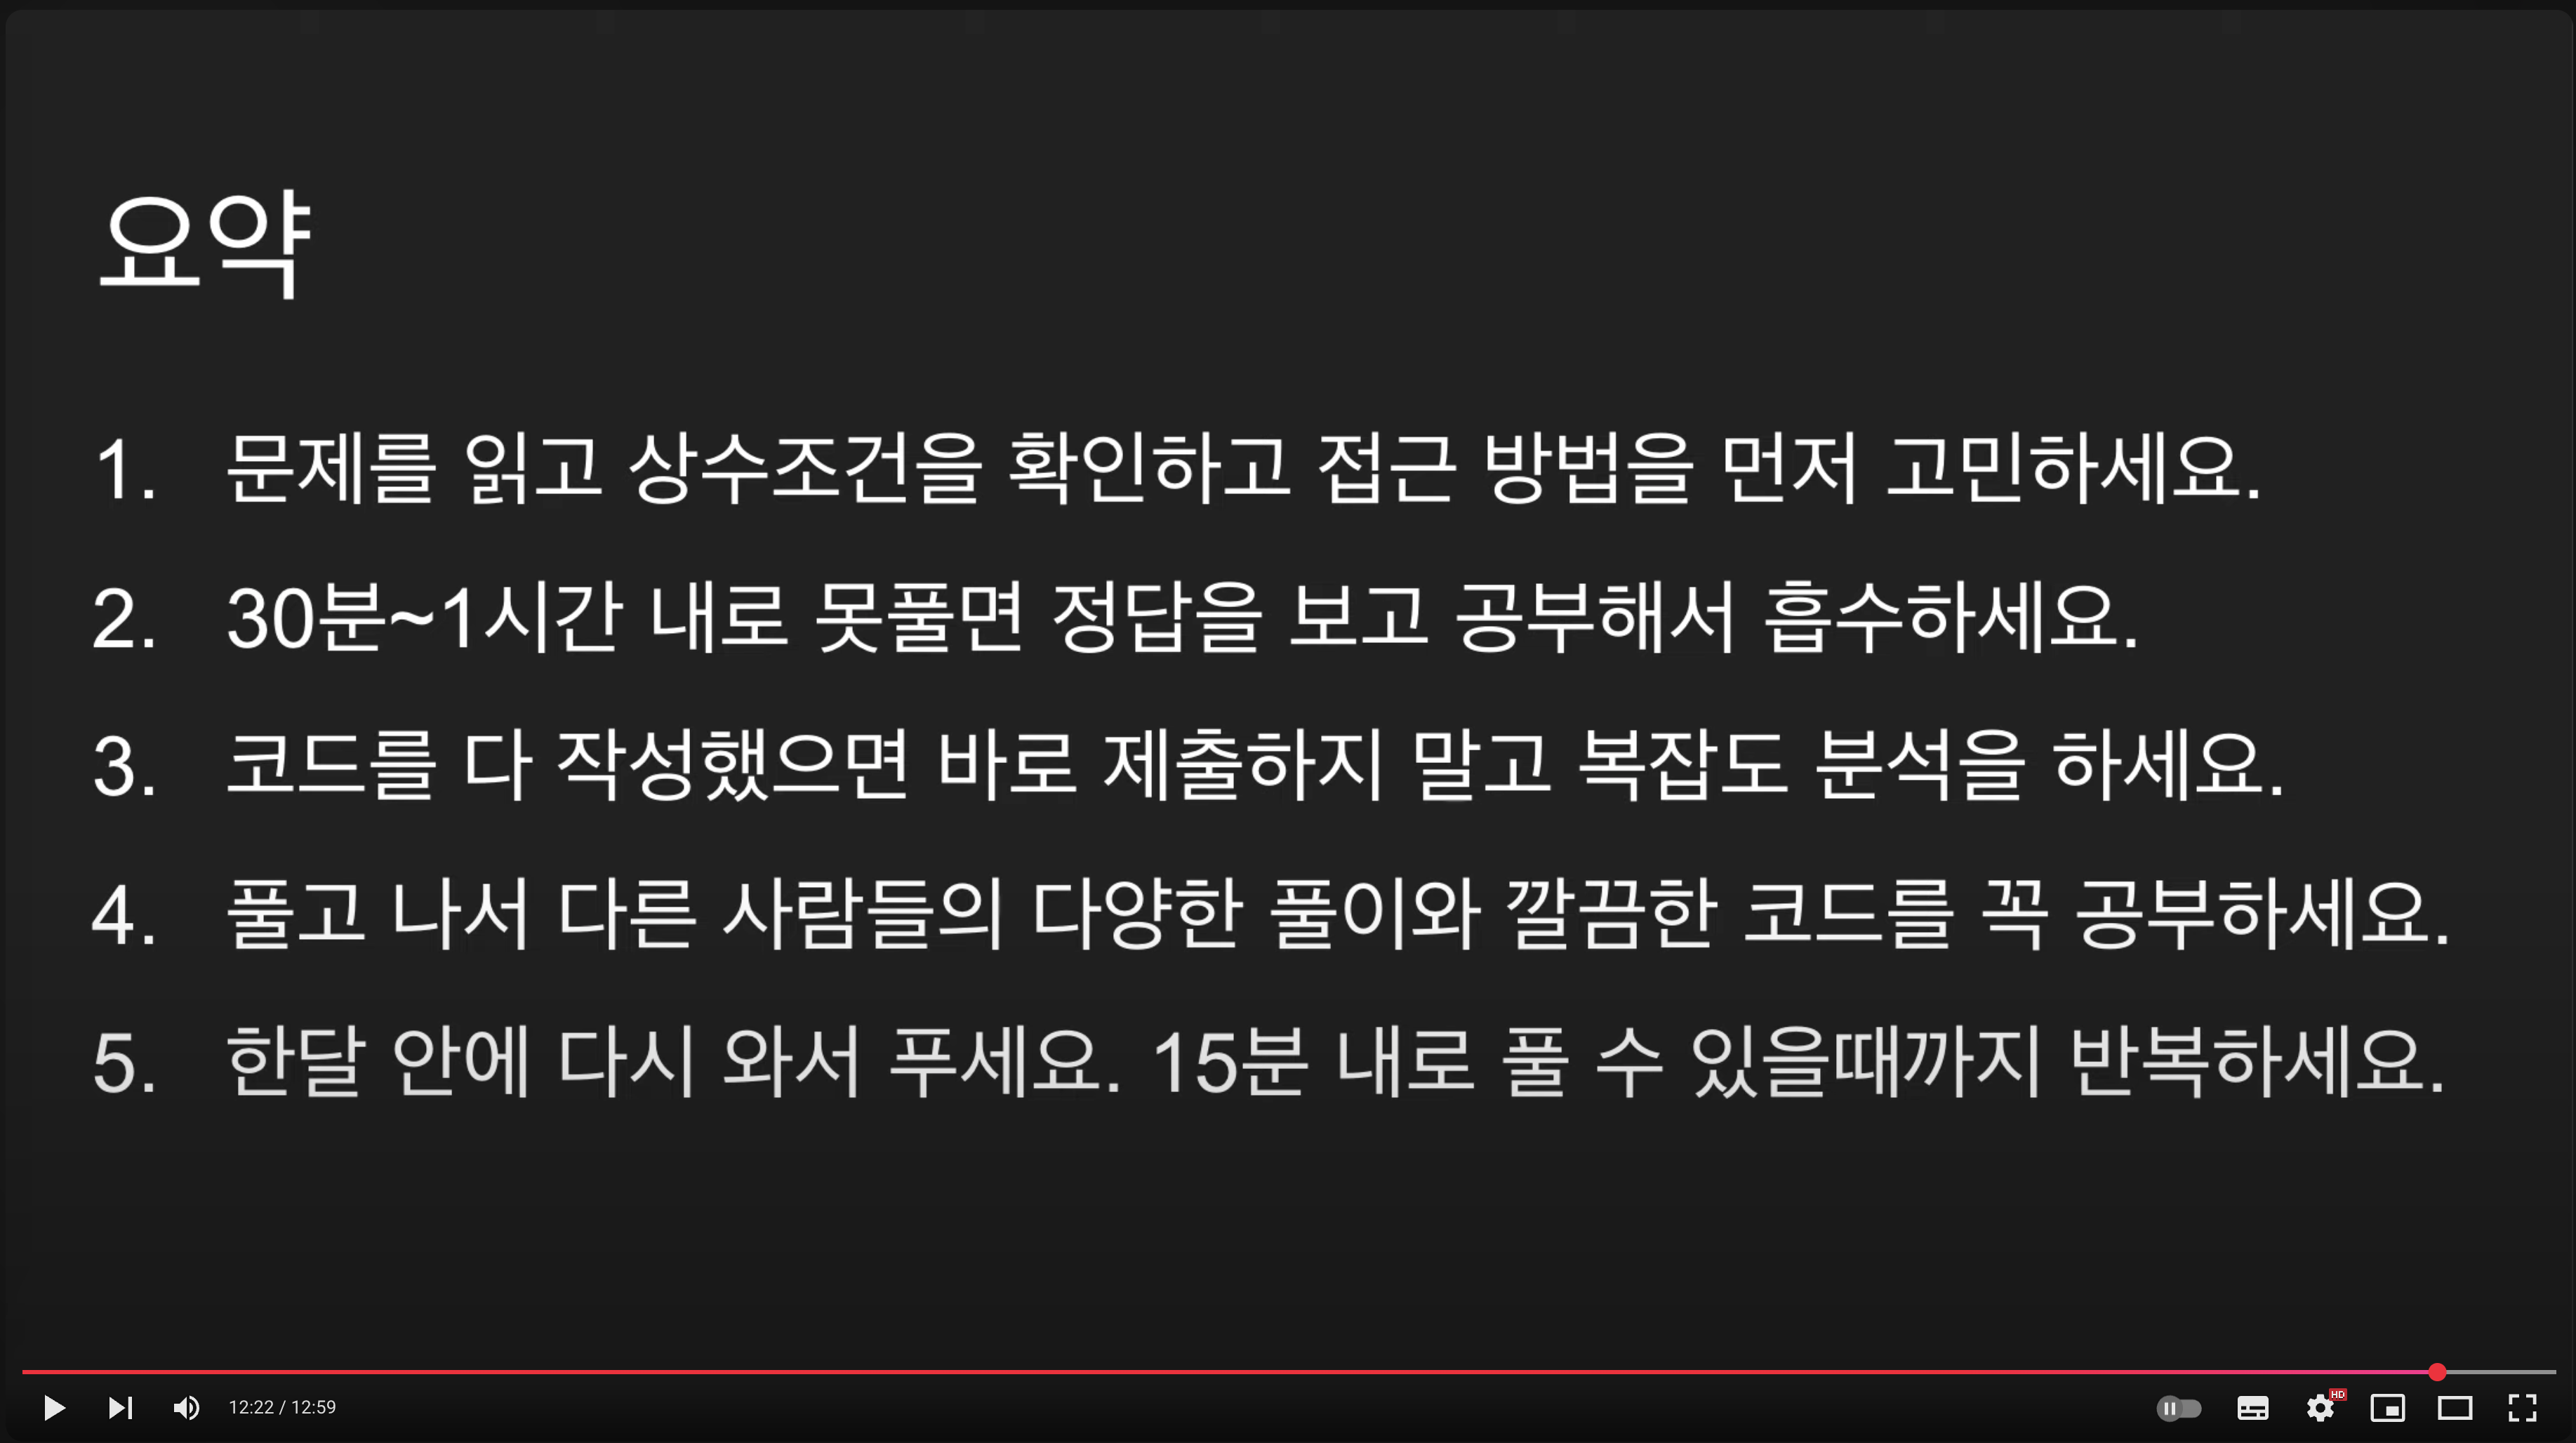 요약
1. 문제를 읽고 상수조건을 확인하고 접근 방법을 먼저 고민하세요.
2. 30분~1시간 내로 못풀면 정답을 보고 공부해서 흡수하세요.
3. 코드를 다 작성했으면 바로 제출하지 말고 복잡도 분석을 하세요.
4. 풀고 나서 다른 사람들의 다양한 풀이와 깔끔한 코드를 꼭 공부하세요.
5. 한달 안에 다시 와서 푸세요. 15분 내로 풀 수 있을때까지 반복하세요.
12:22 / 12:59
HD